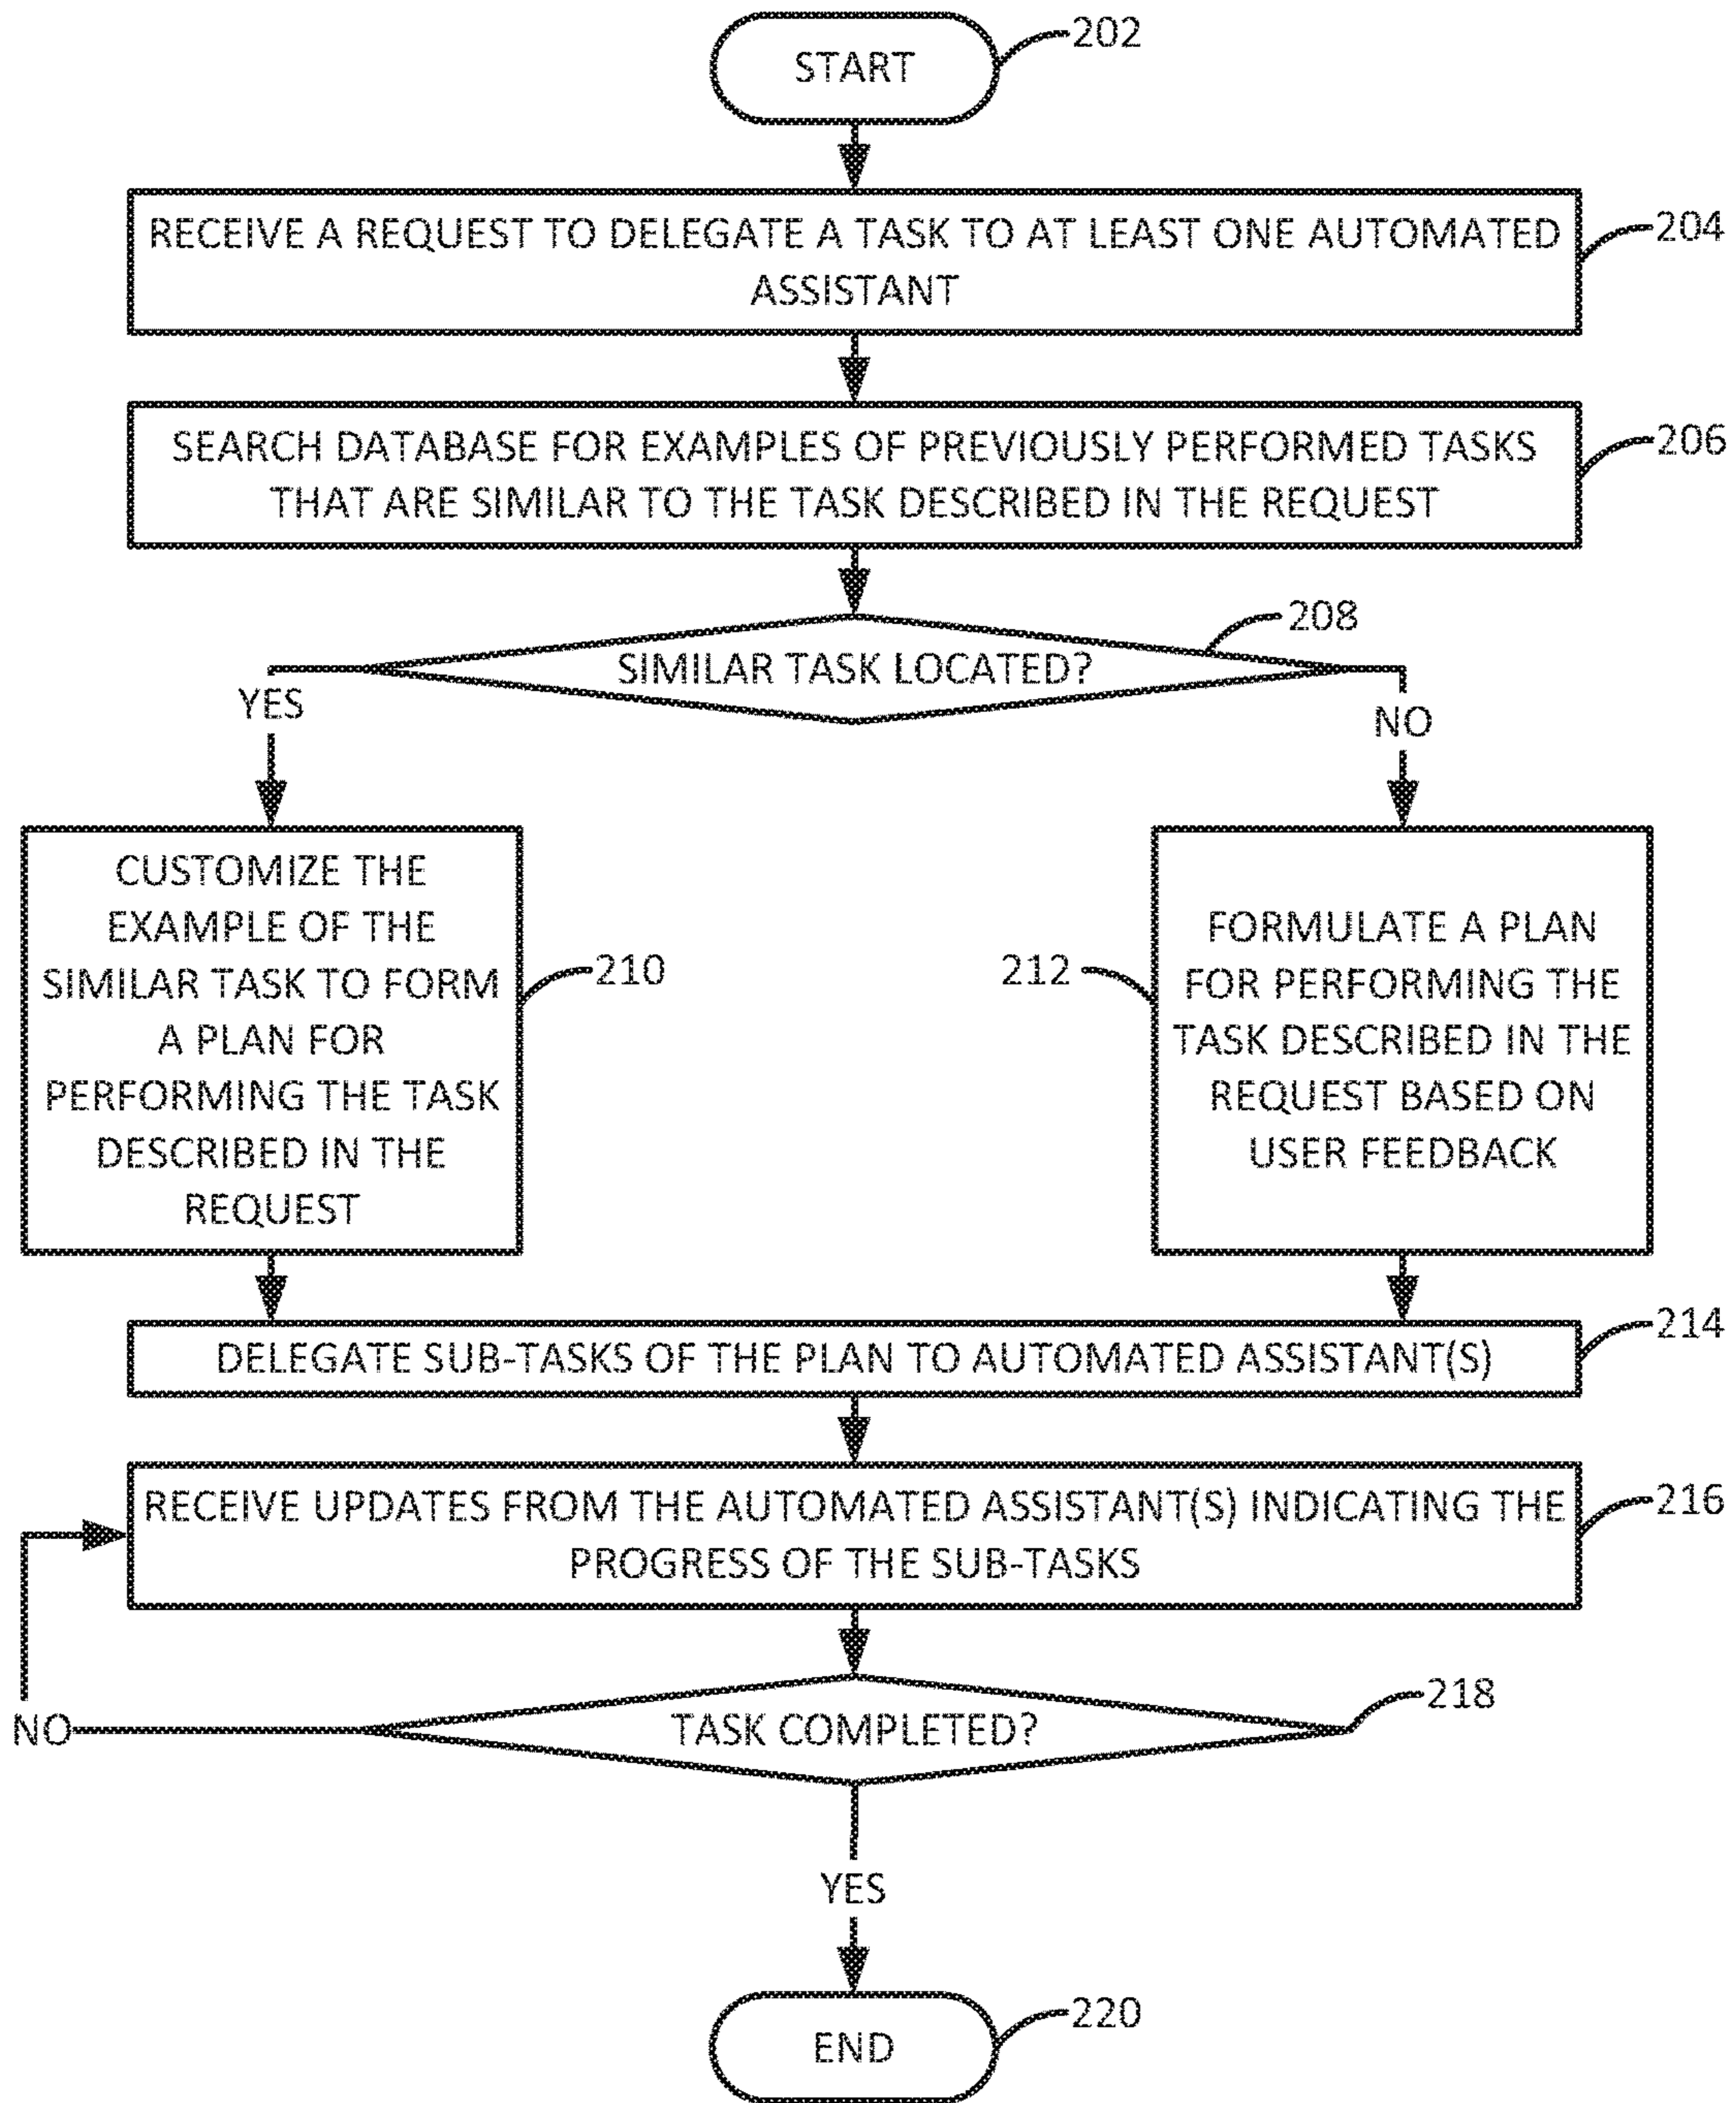 START
202
RECEIVE A REQUEST TO DELEGATE A TASK TO AT LEAST ONE AUTOMATED
ASSISTANT
204
SEARCH DATABASE FOR EXAMPLES OF PREVIOUSLY PERFORMED TASKS
THAT ARE SIMILAR TO THE TASK DESCRIBED IN THE REQUEST
206
SIMILAR TASK LOCATED?
208
YES
NO
CUSTOMIZE THE
EXAMPLE OF THE
SIMILAR TASK TO FORM
A PLAN FOR
PERFORMING THE TASK
DESCRIBED IN THE
REQUEST
210
212
FORMULATE A PLAN
FOR PERFORMING THE
TASK DESCRIBED IN THE
REQUEST BASED ON
USER FEEDBACK
DELEGATE SUB-TASKS OF THE PLAN TO AUTOMATED ASSISTANT(S)
214
RECEIVE UPDATES FROM THE AUTOMATED ASSISTANT(S) INDICATING THE
PROGRESS OF THE SUB-TASKS
216
TASK COMPLETED?
218
NO
YES
END
220